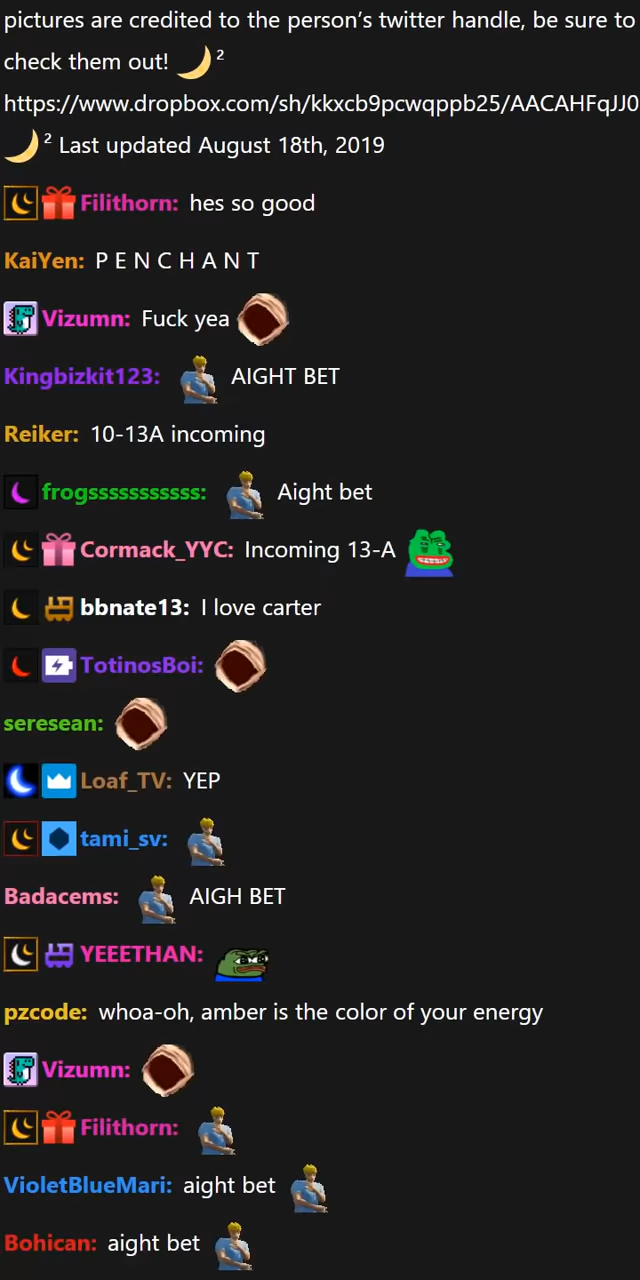 pictures are credited to the person's twitter handle, be sure to
check them out! 🌙²
https://www.dropbox.com/sh/kkxcb9pcwqppb25/AACAHFqJJ0
🌙² Last updated August 18th, 2019
Filithorn: hes so good
KaiYen: P E N C H A N T
Vizumn: Fuck yea
Kingbizkit123: AIGHT BET
Reiker: 10-13A incoming
frogsssssssssss: Aight bet
Cormack_YYC: Incoming 13-A
bbnate13: I love carter
TotinosBoi:
seresean:
Loaf_TV: YEP
tami_sv:
Badacems: AIGH BET
YEEETHAN:
pzcode: whoa-oh, amber is the color of your energy
Vizumn:
Filithorn:
VioletBlueMari: aight bet
Bohican: aight bet